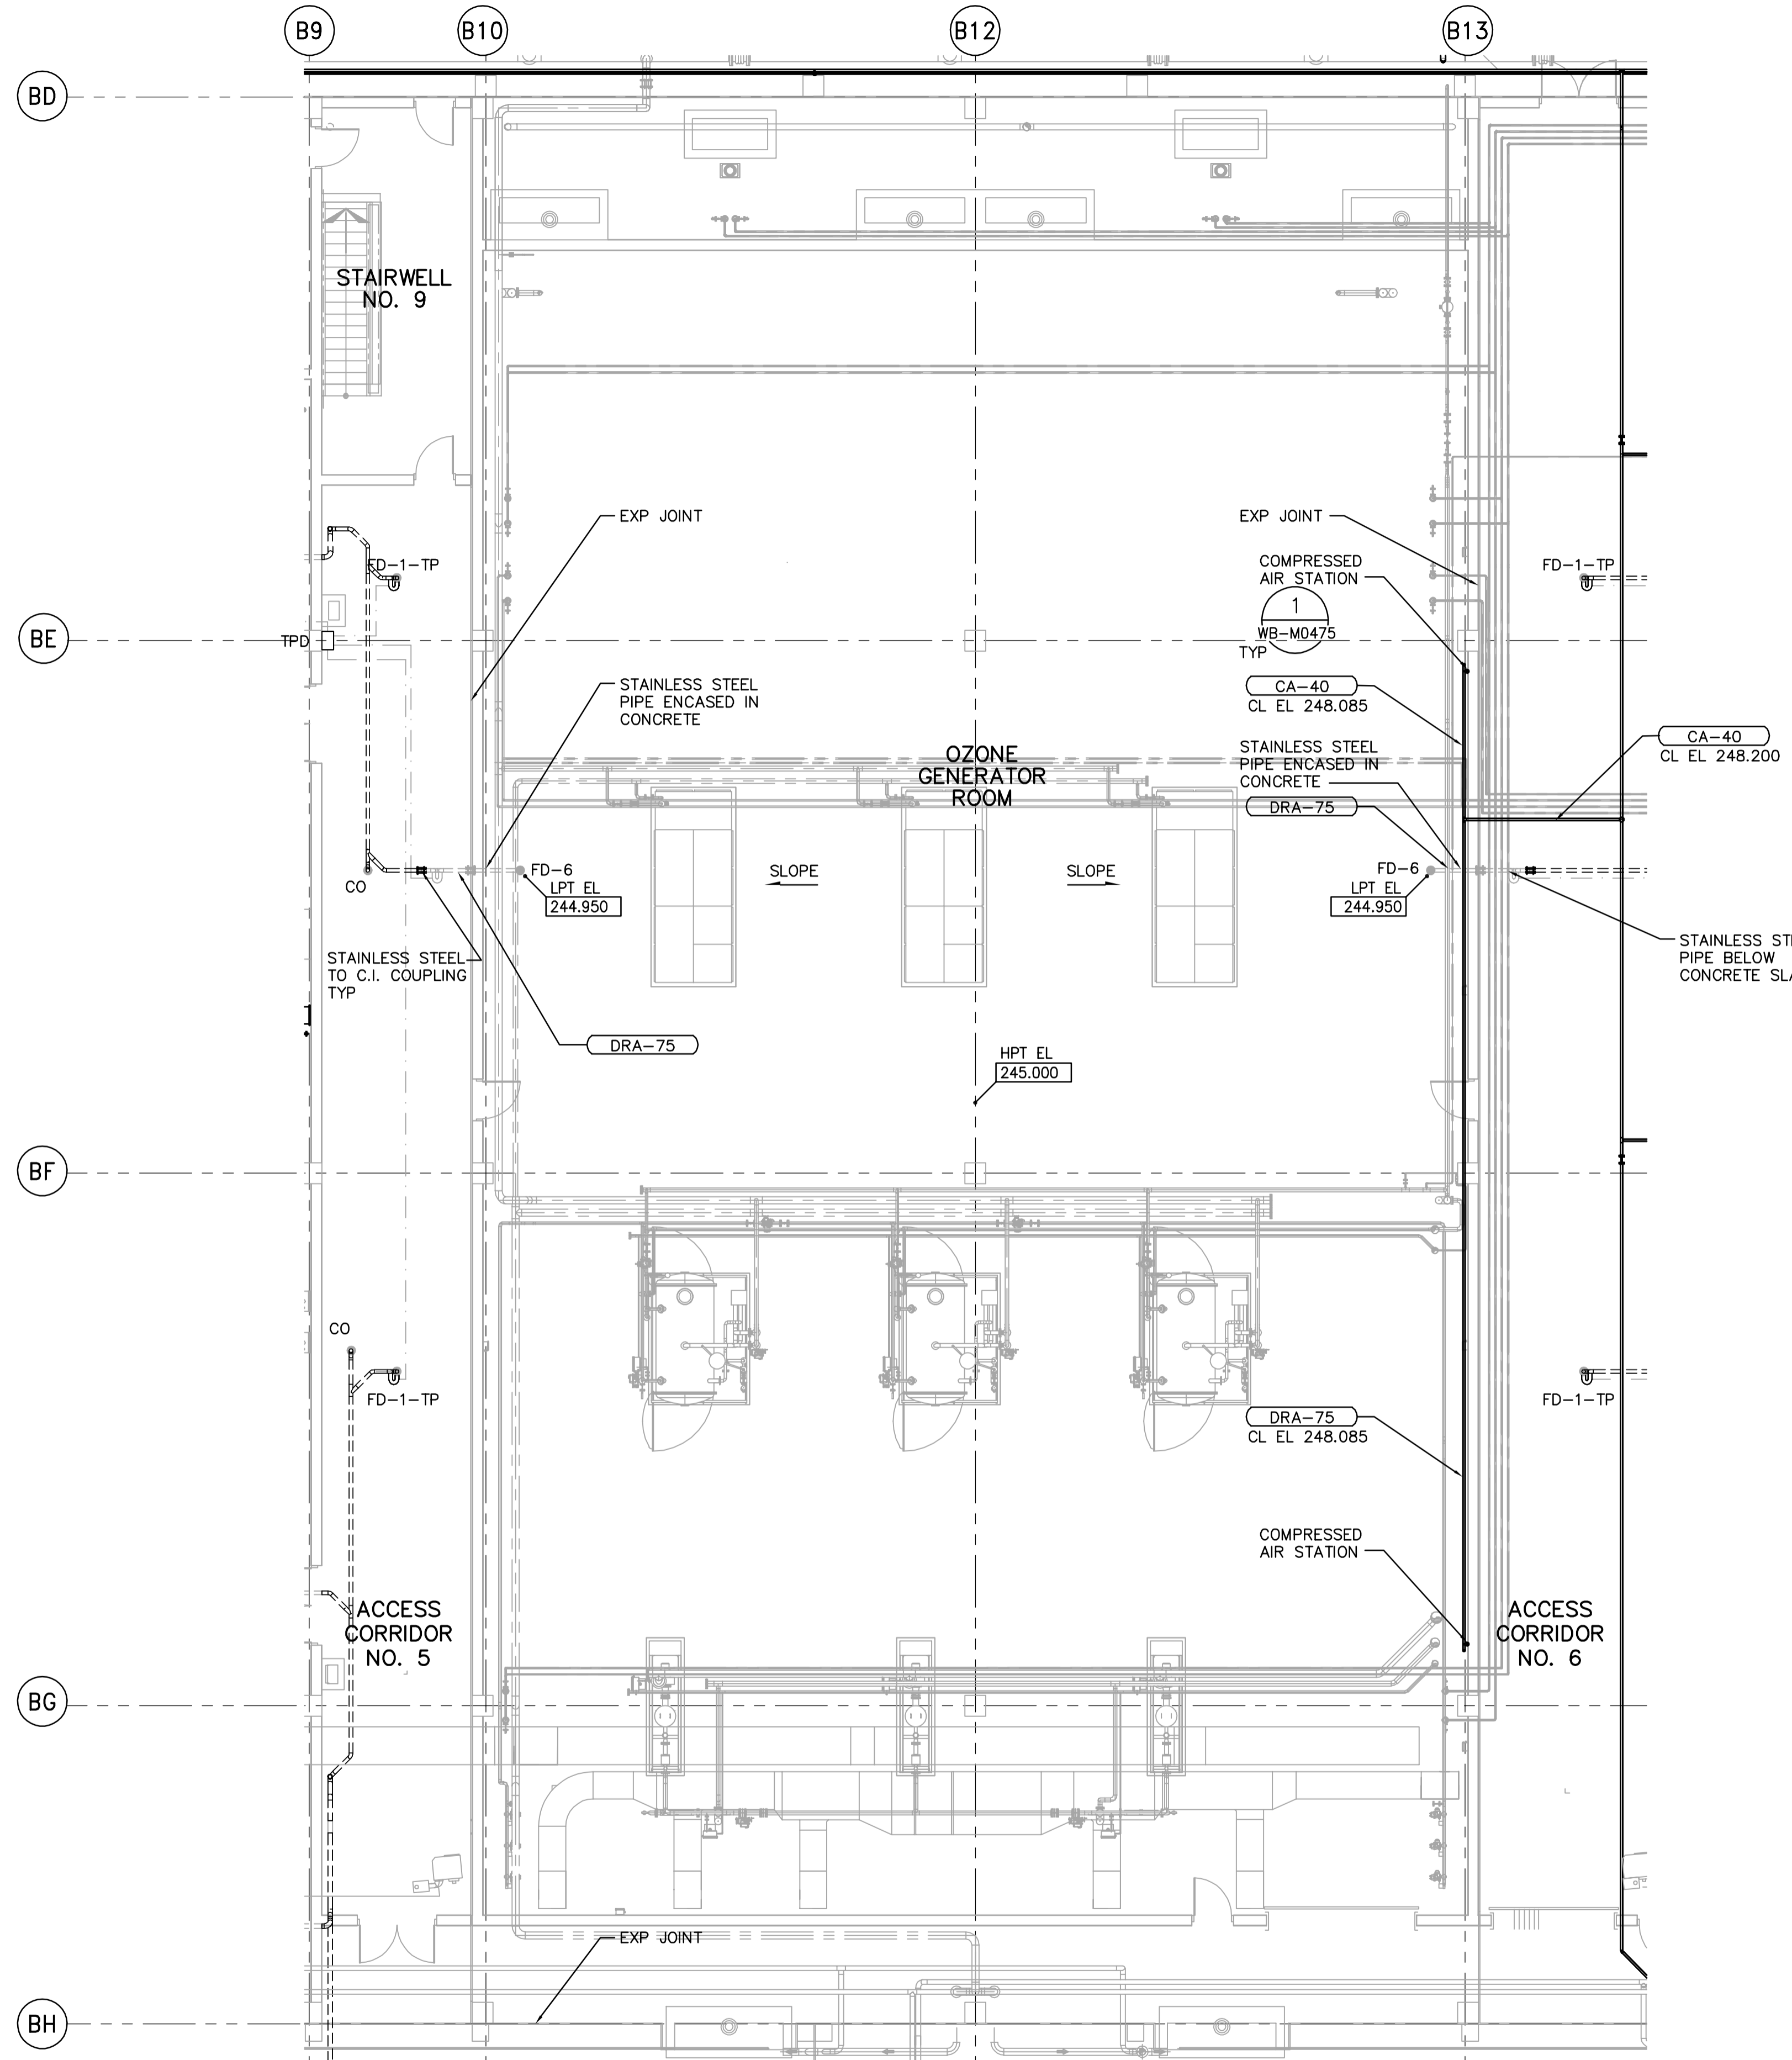 B9
B10
B12
B13
BD
STAIRWELL
NO. 9
EXP JOINT
EXP JOINT
COMPRESSED
AIR STATION
FD-1-TP
FD-1-TP
1
WB-M0475
TYP
BE
TPD
STAINLESS STEEL
PIPE ENCASED IN
CONCRETE
CA-40
CL EL 248.085
OZONE
GENERATOR
ROOM
STAINLESS STEEL
PIPE ENCASED IN
CONCRETE
CA-40
CL EL 248.200
DRA-75
CO
FD-6
LPT EL
244.950
SLOPE
SLOPE
FD-6
LPT EL
244.950
STAINLESS STEEL
TO C.I. COUPLING
TYP
STAINLESS
PIPE BELOW
CONCRETE
DRA-75
HPT EL
245.000
BF
CO
FD-1-TP
FD-1-TP
DRA-75
CL EL 248.085
COMPRESSED
AIR STATION
ACCESS
CORRIDOR
NO. 5
ACCESS
CORRIDOR
NO. 6
BG
EXP JOINT
BH